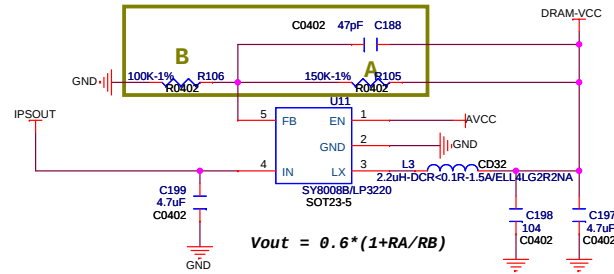 DRAM-VCC
C0402 47pF C188
B
A
GND 100K-1% R106 150K-1% R105
R0402 R0402
U11
IPSOUT
5 FB EN 1 AVCC
GND 2 GND
4 IN LX 3 L3 CD32
2.2uH-DCR<0.1R-1.5A/ELL4LG2R2NA
SY8008B/LP3220
SOT23-5
C199
4.7uF
C0402
C198
104
C0402
C197
4.7uF
C0402
Vout = 0.6*(1+RA/RB)
GND